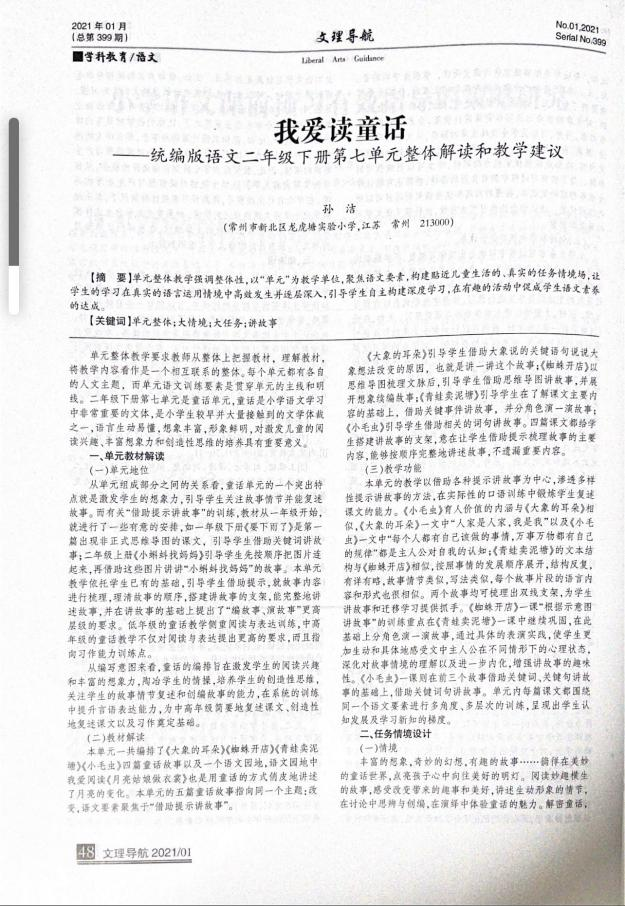 2021 年 01 月
（总第 399 期）
文理导航
Liberal Arts Guidance
No.01,2021
Serial No.399
■学科教育/语文
我爱读童话
——统编版语文二年级下册第七单元整体解读和教学建议
孙 洁
（常州市新北区龙虎塘实验小学,江苏 常州 213000）
【摘 要】单元整体教学强调整体性,以“单元”为教学单位,聚焦语文要素,构建贴近儿童生活的、真实的任务情境场,让
学生的学习在真实的语言运用情境中高效发生并逐层深入,引导学生自主构建深度学习,在有趣的活动中促成学生语文素养
的达成。
【关键词】单元整体;大情境;大任务;讲故事
单元整体教学要求教师从整体上把握教材，理解教材,
将教学内容看作是一个相互联系的整体。每个单元都有各自
的人文主题，而单元语文训练要素是贯穿单元的主线和明
线。二年级下册第七单元是童话单元,童话是小学语文学习
中非常重要的文体,是小学生较早并大量接触到的文学体裁
之一,语言生动易懂,想象丰富,形象鲜明,对激发儿童的阅
读兴趣、丰富想象力和创造性思维的培养具有重要意义。
一、单元教材解读
（一）单元地位
从单元组成部分之间的关系看,童话单元的一个突出特
点就是激发学生的想象力,引导学生关注故事情节并能复述
故事。而有关“借助提示讲故事”的训练,教材从一年级开始,
就进行了一些有意的安排,如一年级下册《要下雨了》是第一
篇出现非正式思维导图的课文，引导学生借助关键词讲故
事;二年级上册《小蝌蚪找妈妈》引导学生先按顺序把图片连
起来,再借助这些图片讲讲“小蝌蚪找妈妈”的故事。本单元
教学依托学生已有的基础,引导学生借助提示,就故事内容
进行梳理,理清故事的顺序,搭建讲故事的支架,能完整地讲
述故事,并在讲故事的基础上提出了“编故事、演故事”更高
层级的要求。低年级的童话教学侧重阅读与表达训练,中高
年级的童话教学不仅对阅读与表达提出更高的要求,而且指
向习作能力训练点。
从编写意图来看,童话的编排旨在激发学生的阅读兴趣
和丰富的想象力,陶冶学生的情操,培养学生的创造性思维,
关注学生的故事情节复述和创编故事的能力,在系统的训练
中提升言语表达能力,为中高年级简要地复述课文、创造性
地复述课文以及习作奠定基础。
（二）教材解读
本单元一共编排了《大象的耳朵》《蜘蛛开店》《青蛙卖泥
塘》《小毛虫》四篇童话故事以及一个语文园地,语文园地中
我爱阅读《月亮姑娘做衣裳》也是用童话的方式俏皮地讲述
了月亮的变化。本单元的五篇童话故事指向同一个主题:改
变,语文要素聚焦于“借助提示讲故事”。
《大象的耳朵》引导学生借助大象说的关键语句说说大
象想法改变的原因，也就是讲一讲这个故事;《蜘蛛开店》以
思维导图梳理文脉后,引导学生借助思维导图讲故事,并展
开想象续编故事;《青蛙卖泥塘》引导学生在了解课文主要内
容的基础上，借助关键事件讲故事，并分角色演一演故事;
《小毛虫》引导学生借助相关的词句讲故事。四篇课文都给学
生搭建讲故事的支架,意在让学生借助提示梳理故事的主要
内容,能够按顺序完整地讲述故事,不遗漏重要内容。
（三）教学功能
本单元的教学以借助各种提示讲故事为中心,渗透多样
性提示讲故事的方法,在实际性的口语训练中锻炼学生复述
课文的能力。《小毛虫》育人价值的内涵与《大象的耳朵》相
似,《大象的耳朵》一文中“人家是人家,我是我”以及《小毛
虫》一文中“每个人都有自己该做的事情,万事万物都有自己
的规律”都是主人公对自我的认知;《青蛙卖泥塘》的文本结
构与《蜘蛛开店》相似,按照事情的发展顺序展开,结构反复,
有详有略,故事情节类似,写法类似,每个故事片段的语言内
容和形式也很相似。两个故事均可梳理出双线支架,为学生
讲故事和迁移学习提供抓手。《蜘蛛开店》一课“根据示意图
讲故事”的训练重点在《青蛙卖泥塘》一课中继续巩固,在此
基础上分角色演一演故事,通过具体的表演实践,使学生更
加生动和具体地感受文中主人公在不同情形下的心理状态,
深化对故事情境的理解以及进一步内化,增强讲故事的趣味
性。《小毛虫》一课则在前三个故事借助关键词、关键句讲故
事的基础上,借助关键词句讲故事。单元内每篇课文都围绕
同一个语文要素进行多角度、多层次的训练,呈现出学生认
知发展及学习新知的梯度。
二、任务情境设计
（一）情境
丰富的想象,奇妙的幻想,有趣的故事……徜徉在美妙
的童话世界,点亮孩子心中向往美好的明灯。阅读妙趣横生
的故事,感受改变带来的趣事和美好,讲述生动形象的情节,
在讨论中思辨与创编,在演绎中体验童话的魅力。解密童话,
48 文理导航 2021/01